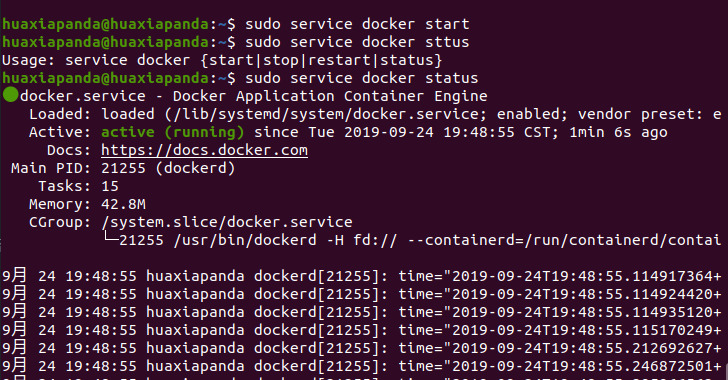 huaxiapanda@huaxiapanda:~$ sudo service docker start
huaxiapanda@huaxiapanda:~$ sudo service docker sttus
Usage: service docker {start|stop|restart|status}
huaxiapanda@huaxiapanda:~$ sudo service docker status
●docker.service - Docker Application Container Engine
   Loaded: loaded (/lib/systemd/system/docker.service; enabled; vendor preset: e
   Active: active (running) since Tue 2019-09-24 19:48:55 CST; 1min 6s ago
     Docs: https://docs.docker.com
 Main PID: 21255 (dockerd)
    Tasks: 15
   Memory: 42.8M
   CGroup: /system.slice/docker.service
           └─21255 /usr/bin/dockerd -H fd:// --containerd=/run/containerd/contai
9月 24 19:48:55 huaxiapanda dockerd[21255]: time="2019-09-24T19:48:55.114917364+
9月 24 19:48:55 huaxiapanda dockerd[21255]: time="2019-09-24T19:48:55.114924420+
9月 24 19:48:55 huaxiapanda dockerd[21255]: time="2019-09-24T19:48:55.114935120+
9月 24 19:48:55 huaxiapanda dockerd[21255]: time="2019-09-24T19:48:55.115170249+
9月 24 19:48:55 huaxiapanda dockerd[21255]: time="2019-09-24T19:48:55.212692627+
9月 24 19:48:55 huaxiapanda dockerd[21255]: time="2019-09-24T19:48:55.246872501+